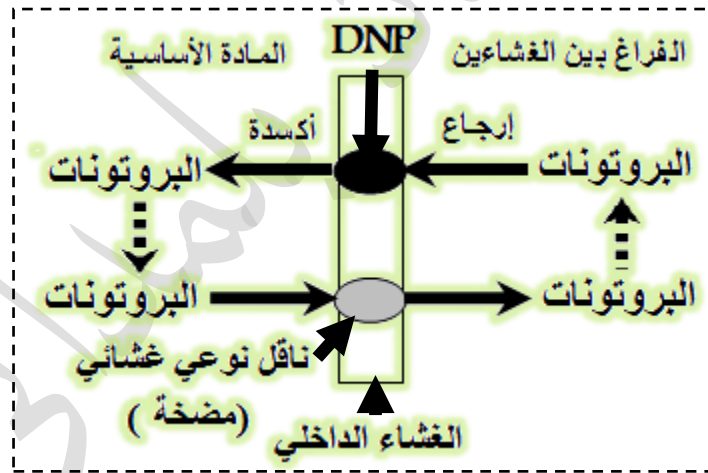 الفراغ بين الغشاءين DNP المادة الأساسية
إرجاع أكسدة
البروتونات البروتونات
البروتونات البروتونات
ناقل نوعي غشائي
(مضخة )
الغشاء الداخلي